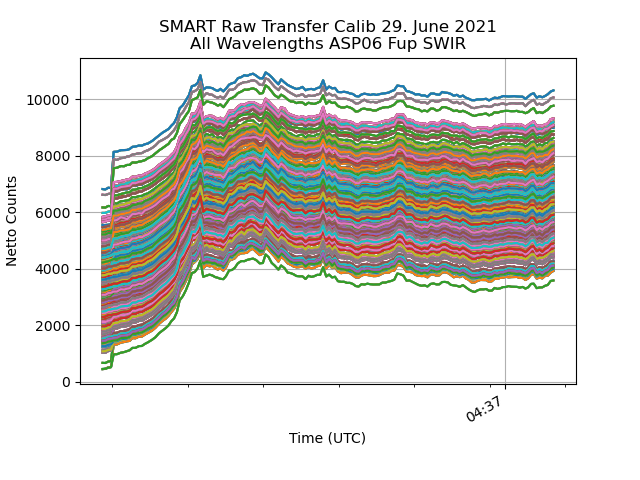 SMART Raw Transfer Calib 29. June 2021
All Wavelengths ASP06 Fup SWIR
10000
8000
6000
4000
2000
0
Netto Counts
04:37
Time (UTC)